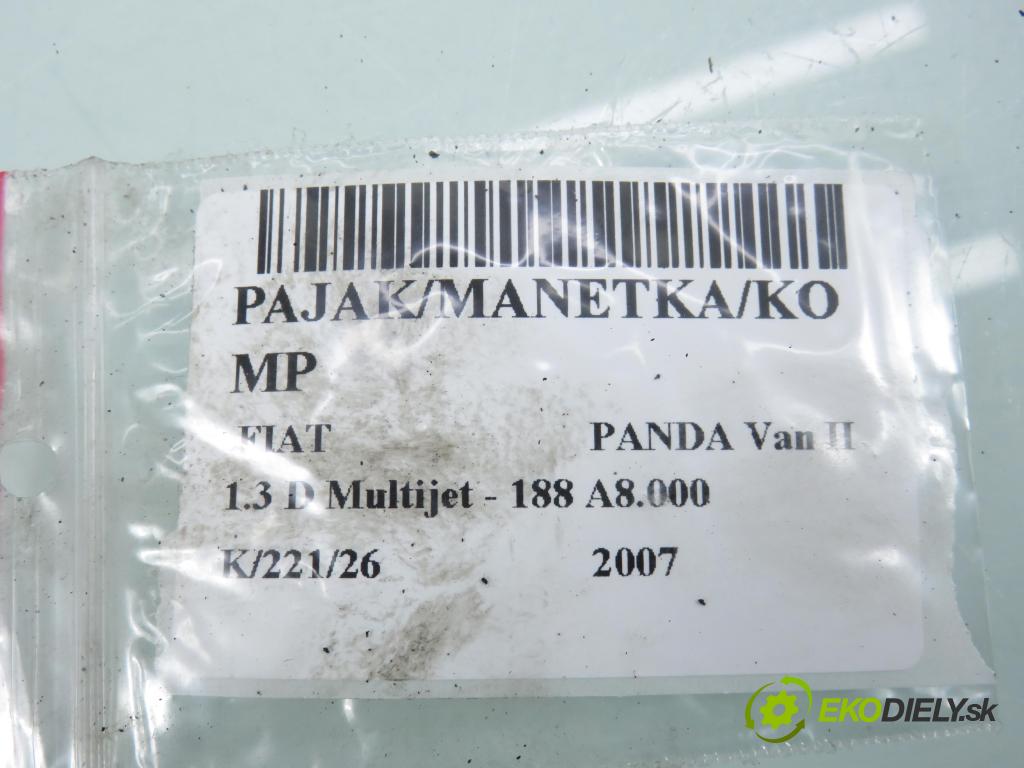 PAJAK/MANETKA/KO
MP
FIAT PANDA Van II
1.3 D Multijet - 188 A8.000
K/221/26 2007
EKODIELY.sk